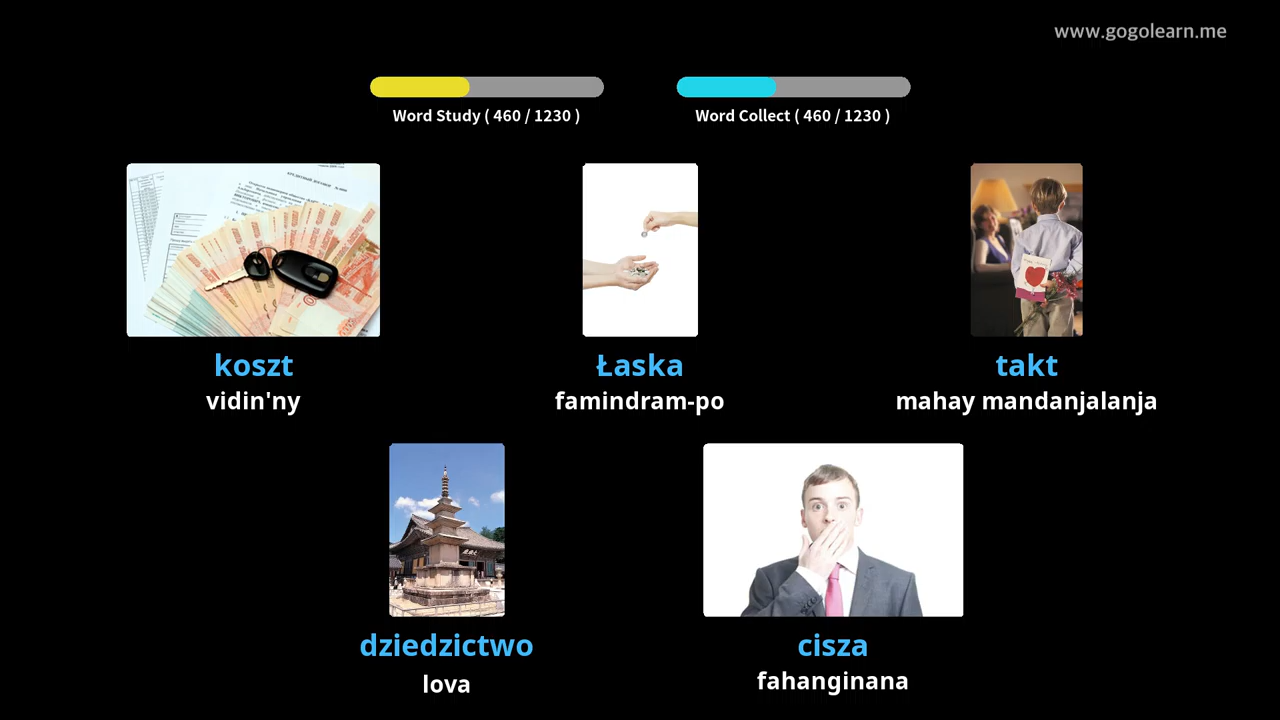 www.gogolearn.me
Word Study ( 460 / 1230 )
Word Collect ( 460 / 1230 )
koszt
vidin'ny
Łaska
famindram-po
takt
mahay mandanjalanja
dziedzictwo
lova
cisza
fahanginana